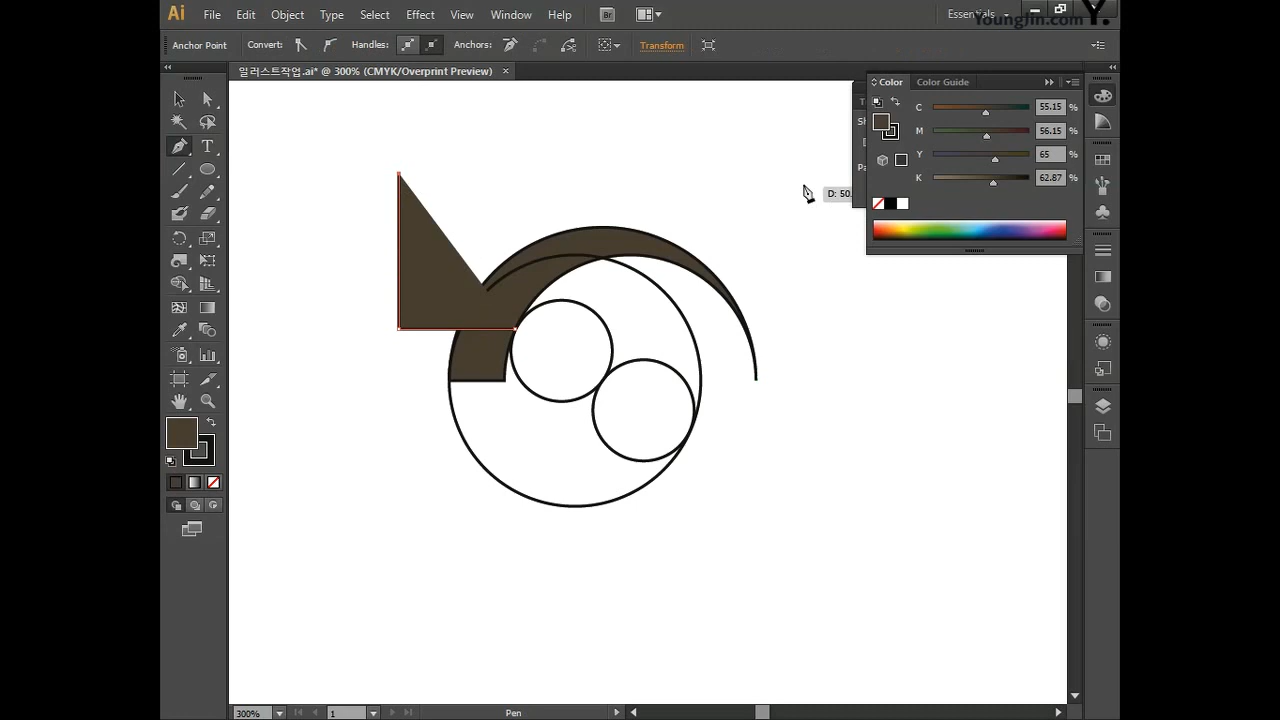 Ai File Edit Object Type Select Effect View Window Help Br Essentials
YoungJin.com Y.
Anchor Point Convert: Handles: Anchors: Transform
일러스트작업.ai* @ 300% (CMYK/Overprint Preview) ×
Color Color Guide
C 55.15 %
M 56.15 %
Y 65 %
K 62.87 %
D: 50.
300% 1 Pen